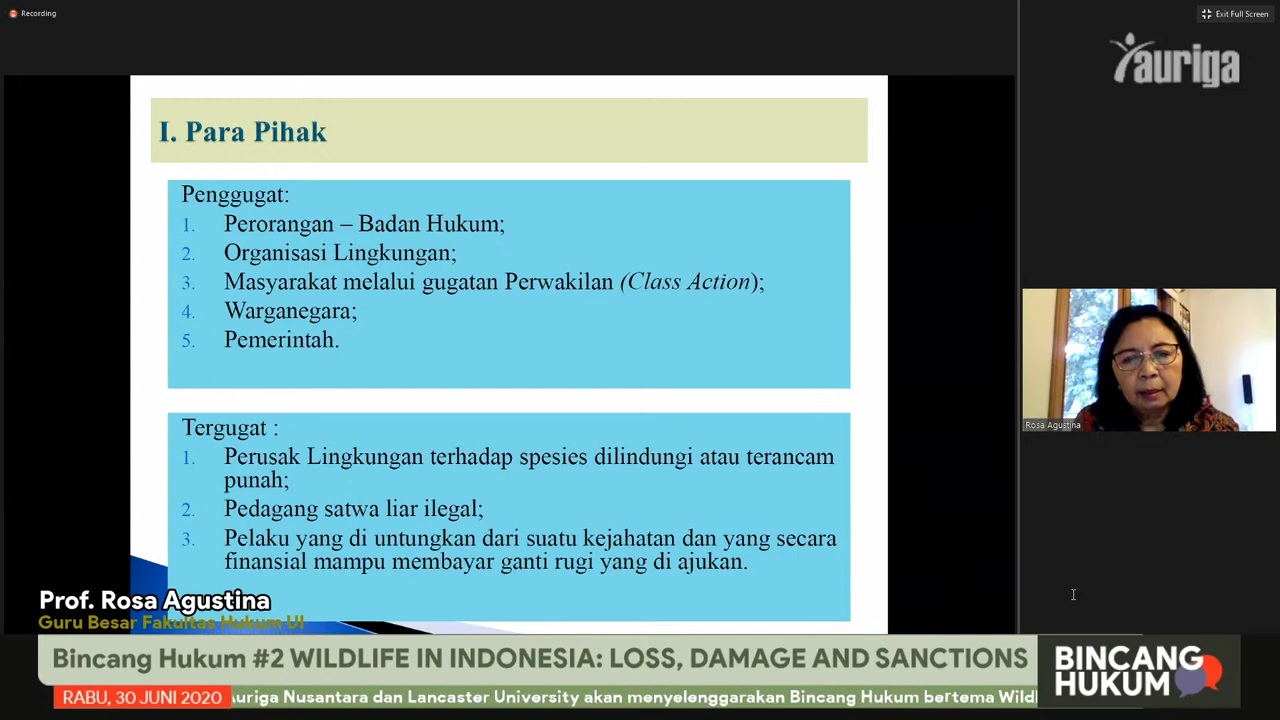 Recording
Exit Full Screen
auriga
I. Para Pihak
Penggugat:
1. Perorangan – Badan Hukum;
2. Organisasi Lingkungan;
3. Masyarakat melalui gugatan Perwakilan (Class Action);
4. Warganegara;
5. Pemerintah.
Tergugat :
1. Perusak Lingkungan terhadap spesies dilindungi atau terancam
punah;
2. Pedagang satwa liar ilegal;
3. Pelaku yang di untungkan dari suatu kejahatan dan yang secara
finansial mampu membayar ganti rugi yang di ajukan.
Rosa Agustina
Prof. Rosa Agustina
Guru Besar Fakultas Hukum UI
Bincang Hukum #2 WILDLIFE IN INDONESIA: LOSS, DAMAGE AND SANCTIONS
BINCANG
HUKUM
RABU, 30 JUNI 2020
Auriga Nusantara dan Lancaster University akan menyelenggarakan Bincang Hukum bertema Wildl